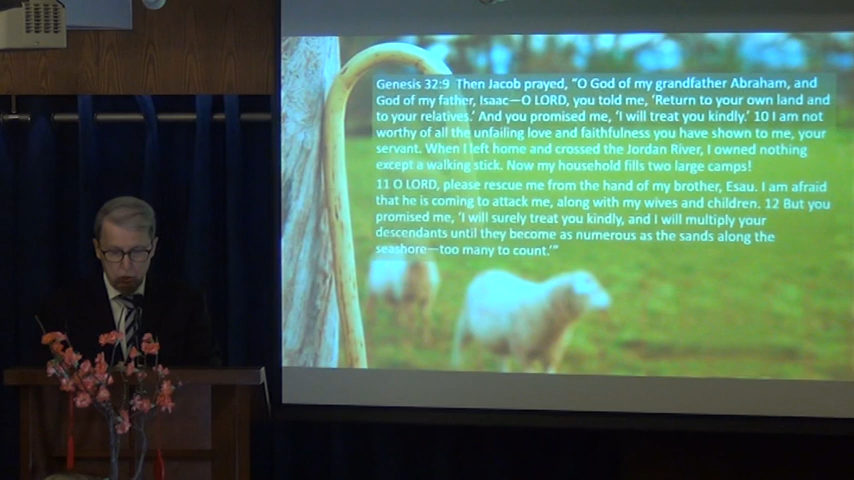 Genesis 32:9 Then Jacob prayed, “O God of my grandfather Abraham, and
God of my father, Isaac—O LORD, you told me, ‘Return to your own land and
to your relatives.’ And you promised me, ‘I will treat you kindly.’ 10 I am not
worthy of all the unfailing love and faithfulness you have shown to me, your
servant. When I left home and crossed the Jordan River, I owned nothing
except a walking stick. Now my household fills two large camps!
11 O LORD, please rescue me from the hand of my brother, Esau. I am afraid
that he is coming to attack me, along with my wives and children. 12 But you
promised me, ‘I will surely treat you kindly, and I will multiply your
descendants until they become as numerous as the sands along the
seashore—too many to count.’”